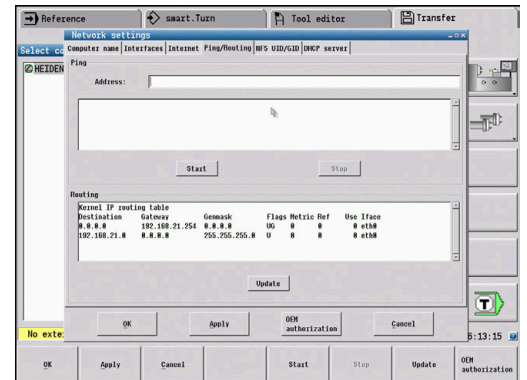 Reference
smart.Turn
Tool editor
Transfer
Network settings
Select co
Computer name Interfaces Internet Ping/Routing NFS UID/GID DHCP server
HEIDEN
Ping
Address:
Start Stop
Routing
Kernel IP routing table
Destination Gateway Genmask Flags Metric Ref Use Iface
0.0.0.0 192.168.21.254 0.0.0.0 UG 0 0 0 eth0
192.168.21.0 0.0.0.0 255.255.255.0 U 0 0 0 eth0
Update
T
OK Apply OEM authorization Cancel
No exte
6:13:15
OK Apply Cancel Start Stop Update OEM authorization